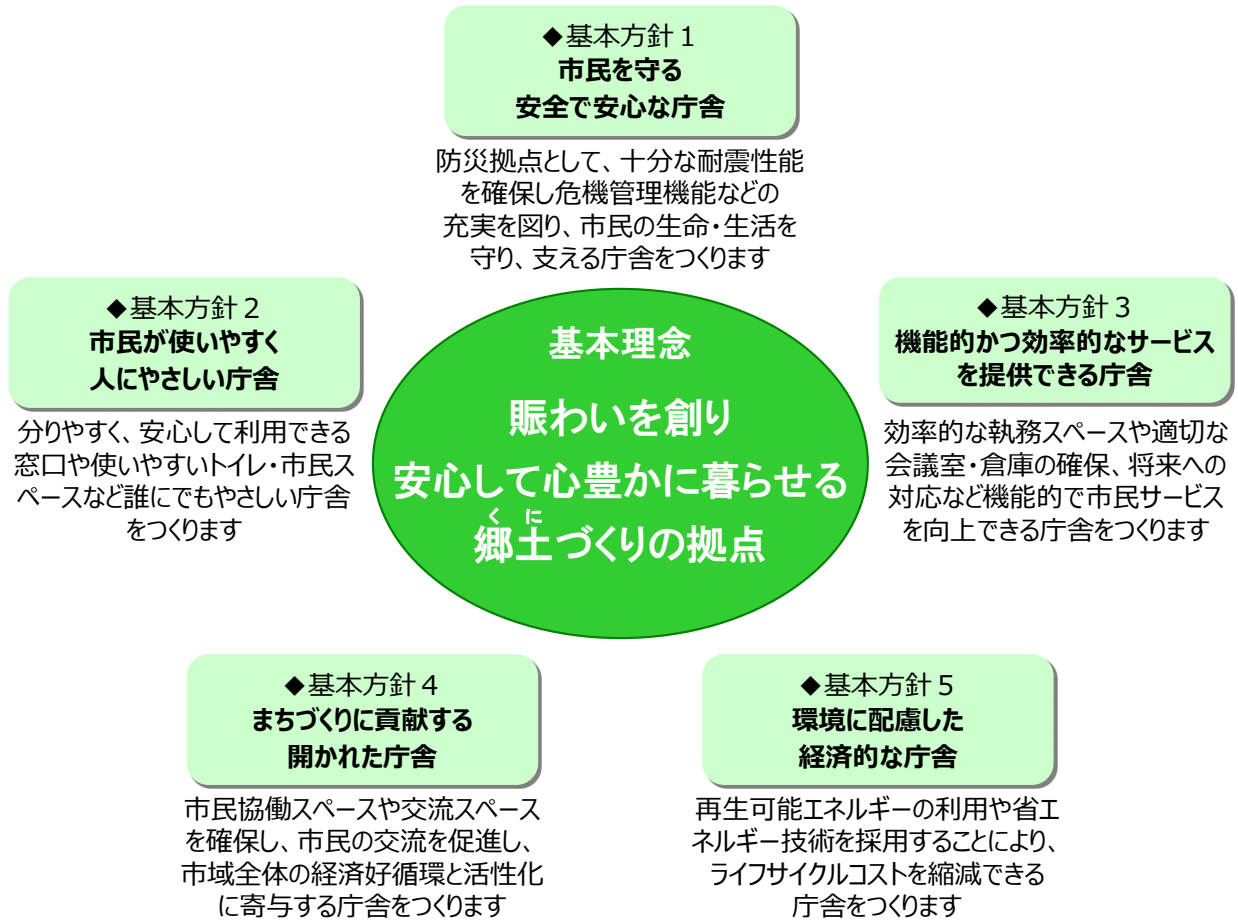 ◆基本方針１
市民を守る
安全で安心な庁舎
防災拠点として、十分な耐震性能
を確保し危機管理機能などの
充実を図り、市民の生命・生活を
守り、支える庁舎をつくります
◆基本方針２
市民が使いやすく
人にやさしい庁舎
分りやすく、安心して利用できる
窓口や使いやすいトイレ・市民ス
ペースなど誰にでもやさしい庁舎
をつくります
基本理念
賑わいを創り
安心して心豊かに暮らせる
くに
郷土づくりの拠点
◆基本方針３
機能的かつ効率的なサービス
を提供できる庁舎
効率的な執務スペースや適切な
会議室・倉庫の確保、将来への
対応など機能的で市民サービス
を向上できる庁舎をつくります
◆基本方針４
まちづくりに貢献する
開かれた庁舎
市民協働スペースや交流スペース
を確保し、市民の交流を促進し、
市域全体の経済好循環と活性化
に寄与する庁舎をつくります
◆基本方針５
環境に配慮した
経済的な庁舎
再生可能エネルギーの利用や省エ
ネルギー技術を採用することにより、
ライフサイクルコストを縮減できる
庁舎をつくります